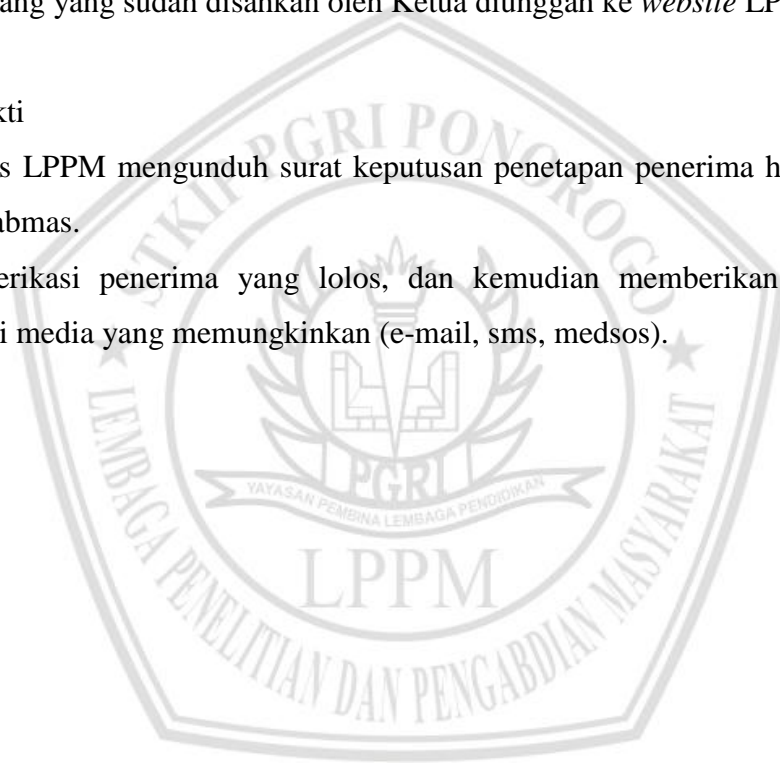 ang yang sudah disahkan oleh Ketua diunggah ke website LP
kti
s LPPM mengunduh surat keputusan penetapan penerima h
abmas.
erikasi penerima yang lolos, dan kemudian memberikan
i media yang memungkinkan (e-mail, sms, medsos).
STKIP PGRI PONOROGO
PGRI
YAYASAN PEMBINA LEMBAGA PENDIDIKAN
LPPM
LEMBAGA PENELITIAN DAN PENGABDIAN MASYARAKAT